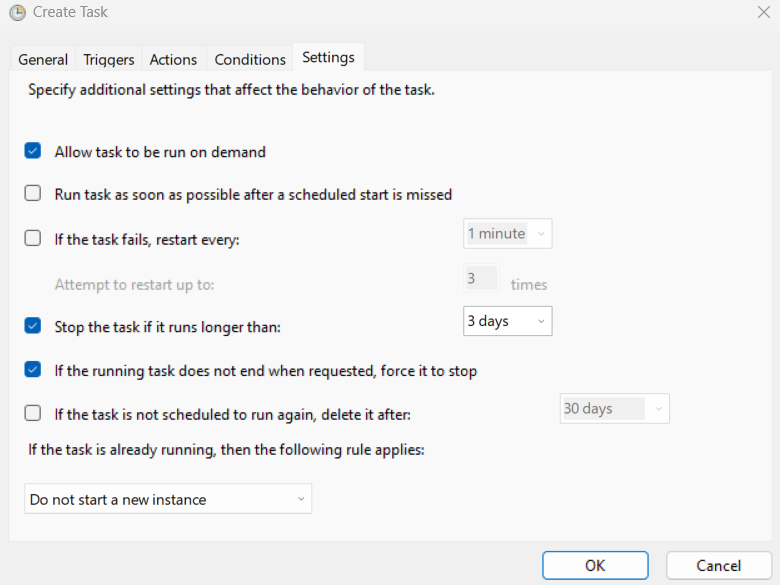 Create Task
General Triggers Actions Conditions Settings
Specify additional settings that affect the behavior of the task.
Allow task to be run on demand
Run task as soon as possible after a scheduled start is missed
If the task fails, restart every: 1 minute
Attempt to restart up to: 3 times
Stop the task if it runs longer than: 3 days
If the running task does not end when requested, force it to stop
If the task is not scheduled to run again, delete it after: 30 days
If the task is already running, then the following rule applies:
Do not start a new instance
OK Cancel